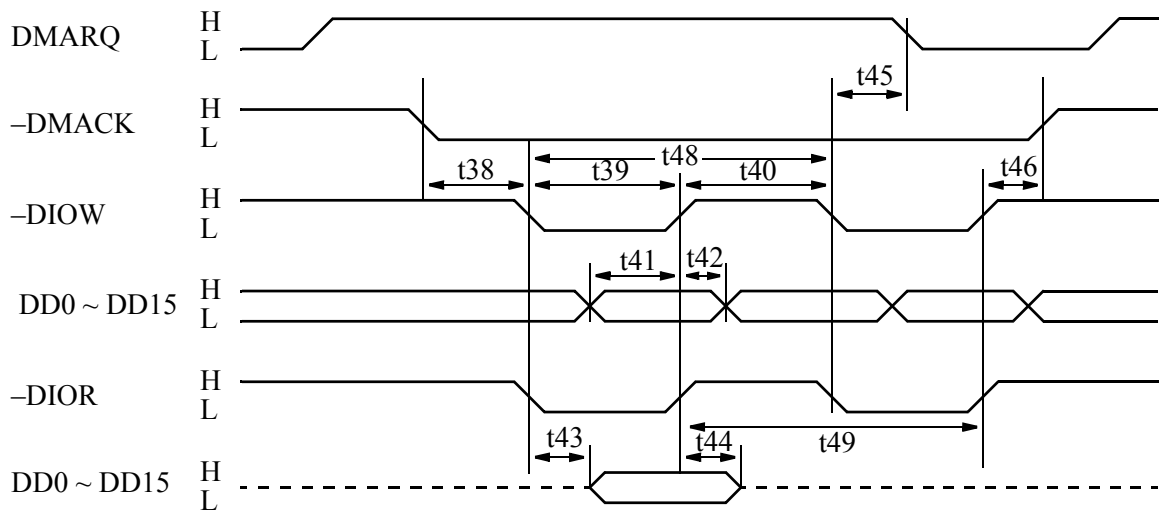 DMARQ H
L
t45
–DMACK H
L
t48
t38 t39 t40 t46
–DIOW H
L
t41 t42
DD0 ~ DD15 H
L
–DIOR H
L
t43 t44 t49
DD0 ~ DD15 H
L